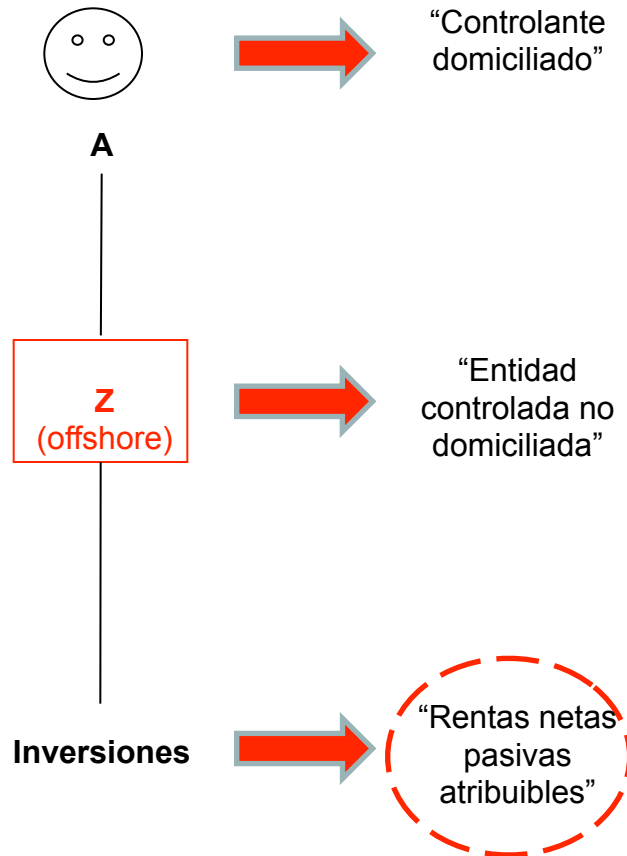 “Controlante
domiciliado”
A
Z
(offshore)
“Entidad
controlada no
domiciliada”
Inversiones
“Rentas netas
pasivas
atribuibles”